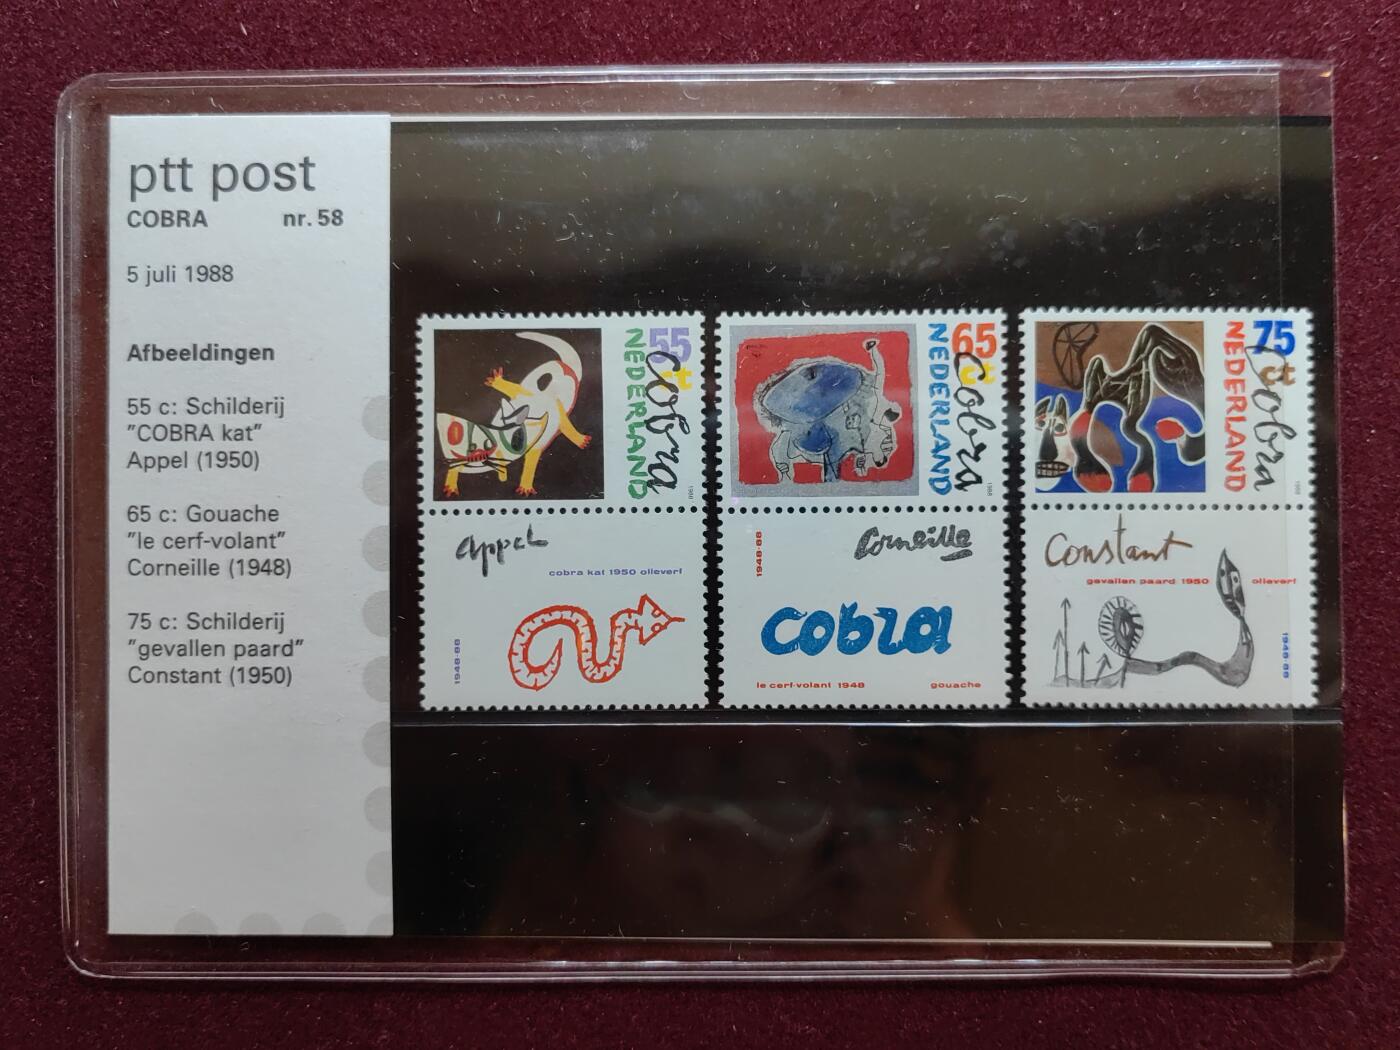 ptt post
COBRA nr. 58
5 juli 1988
Afbeeldingen
55 c: Schilderij
"COBRA kat"
Appel (1950)
65 c: Gouache
"le cerf-volant"
Corneille (1948)
75 c: Schilderij
"gevallen paard"
Constant (1950)
55 ct
NEDERLAND
cobra
1988
appel
cobra kat 1950 olieverf
1948-88
65 ct
NEDERLAND
cobra
1988
1948-88
Corneille
cobra
le cerf-volant 1948 gouache
75 ct
NEDERLAND
cobra
1988
Constant
gevallen paard 1950 olieverf
1948-88